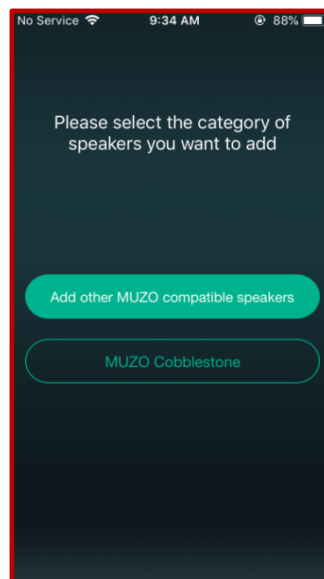 No Service 9:34 AM 88%
Please select the category of
speakers you want to add
Add other MUZO compatible speakers
MUZO Cobblestone